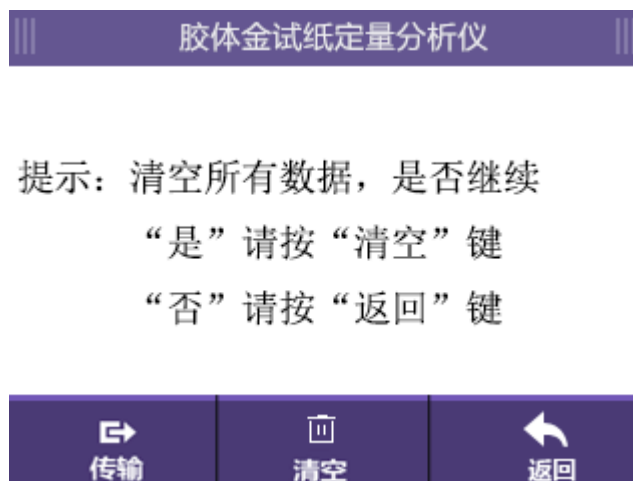 胶体金试纸定量分析仪
提示：清空所有数据，是否继续
“是”请按“清空”键
“否”请按“返回”键
传输
清空
返回